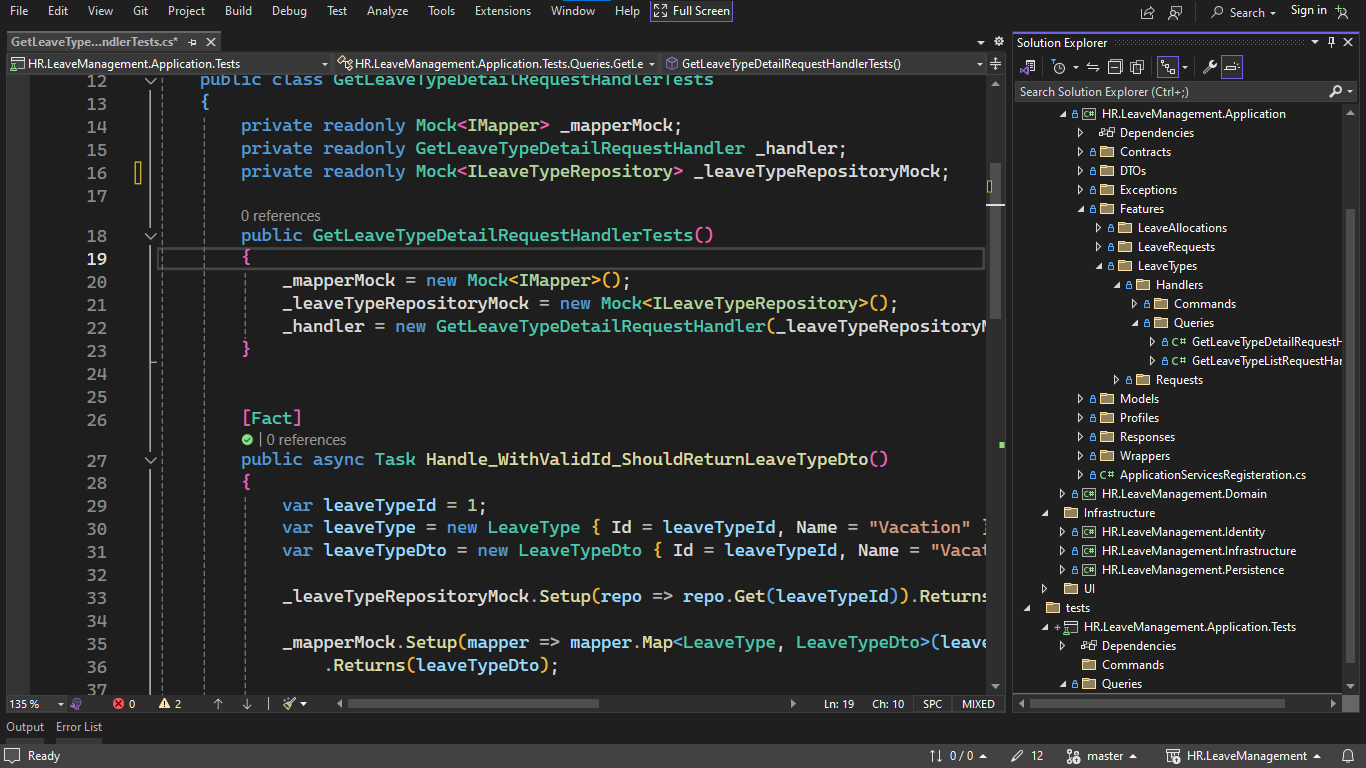 File Edit View Git Project Build Debug Test Analyze Tools Extensions Window Help Full Screen Search Sign in
GetLeaveType...ndlerTests.cs*
HR.LeaveManagement.Application.Tests HR.LeaveManagement.Application.Tests.Queries.GetLe GetLeaveTypeDetailRequestHandlerTests()
12 public class GetLeaveTypeDetailRequestHandlerTests
13 {
14 private readonly Mock<IMapper> _mapperMock;
15 private readonly GetLeaveTypeDetailRequestHandler _handler;
16 private readonly Mock<ILeaveTypeRepository> _leaveTypeRepositoryMock;
17
0 references
18 public GetLeaveTypeDetailRequestHandlerTests()
19 {
20 _mapperMock = new Mock<IMapper>();
21 _leaveTypeRepositoryMock = new Mock<ILeaveTypeRepository>();
22 _handler = new GetLeaveTypeDetailRequestHandler(_leaveTypeRepositoryM
23 }
24
25
26 [Fact]
| 0 references
27 public async Task Handle_WithValidId_ShouldReturnLeaveTypeDto()
28 {
29 var leaveTypeId = 1;
30 var leaveType = new LeaveType { Id = leaveTypeId, Name = "Vacation" }
31 var leaveTypeDto = new LeaveTypeDto { Id = leaveTypeId, Name = "Vacat
32
33 _leaveTypeRepositoryMock.Setup(repo => repo.Get(leaveTypeId)).Returns
34
35 _mapperMock.Setup(mapper => mapper.Map<LeaveType, LeaveTypeDto>(leave
36 .Returns(leaveTypeDto);
37
135 % 0 2 Ln: 19 Ch: 10 SPC MIXED
Solution Explorer
Search Solution Explorer (Ctrl+;)
C# HR.LeaveManagement.Application
Dependencies
Contracts
DTOs
Exceptions
Features
LeaveAllocations
LeaveRequests
LeaveTypes
Handlers
Commands
Queries
C# GetLeaveTypeDetailRequestH
C# GetLeaveTypeListRequestHar
Requests
Models
Profiles
Responses
Wrappers
C# ApplicationServicesRegisteration.cs
C# HR.LeaveManagement.Domain
Infrastructure
C# HR.LeaveManagement.Identity
C# HR.LeaveManagement.Infrastructure
C# HR.LeaveManagement.Persistence
UI
tests
+ HR.LeaveManagement.Application.Tests
Dependencies
Commands
Queries
Output Error List
Ready 0 / 0 12 master HR.LeaveManagement